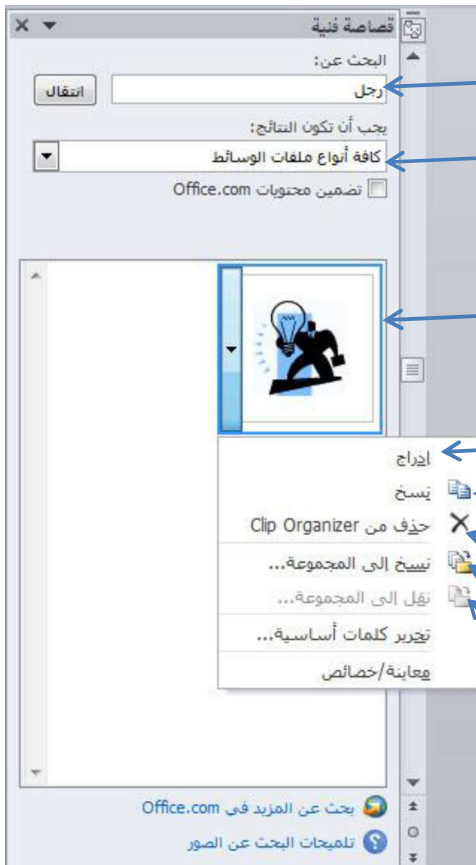 قصاصة فنية
البحث عن:
رجل
انتقال
يجب أن تكون النتائج:
كافة أنواع ملفات الوسائط
تضمين محتويات Office.com
إدراج
نسخ
حذف من Clip Organizer
نسخ إلى المجموعة...
نقل إلى المجموعة...
تحرير كلمات أساسية...
معاينة/خصائص
بحث عن المزيد في Office.com
تلميحات البحث عن الصور